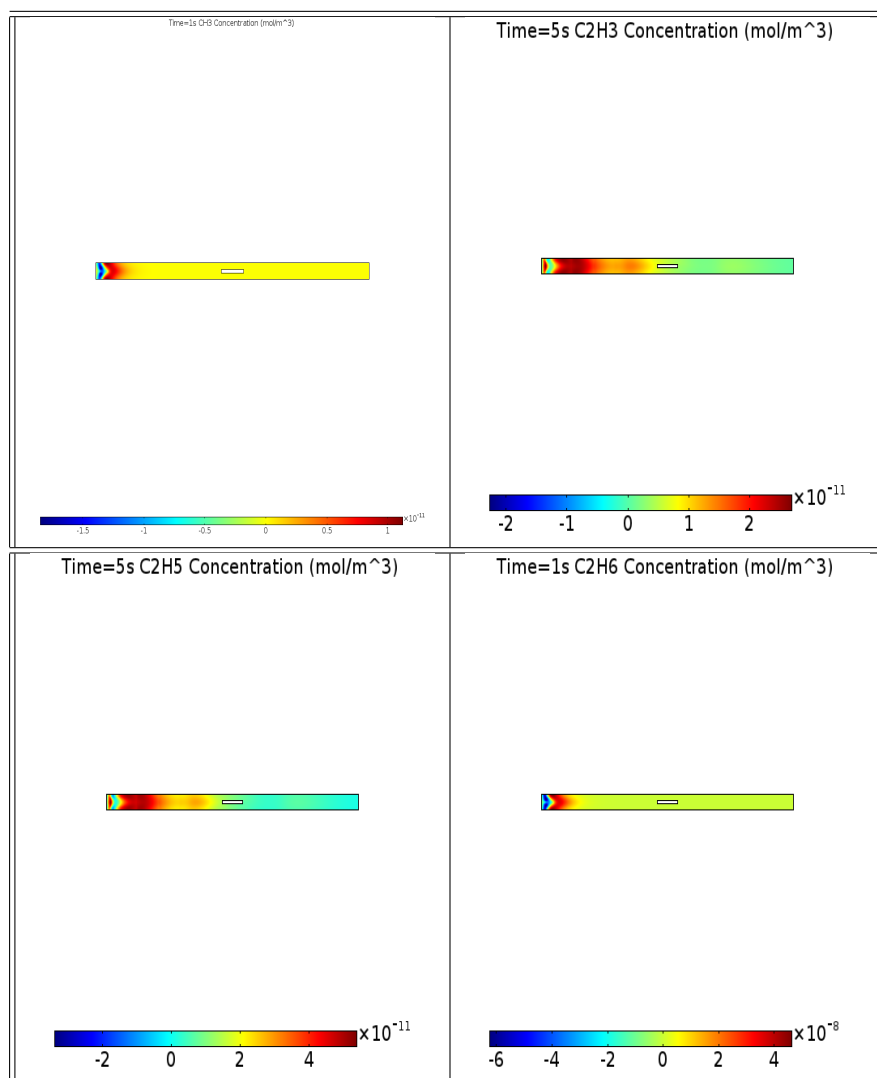 Time=1s CH3 Concentration (mol/m^3)
×10⁻¹¹
-1.5 -1 -0.5 0 0.5 1
Time=5s C2H3 Concentration (mol/m^3)
×10⁻¹¹
-2 -1 0 1 2
Time=5s C2H5 Concentration (mol/m^3)
×10⁻¹¹
-2 0 2 4
Time=1s C2H6 Concentration (mol/m^3)
×10⁻⁸
-6 -4 -2 0 2 4